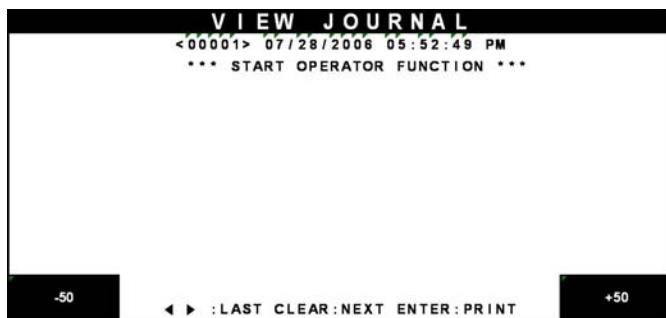 VIEW JOURNAL
<00001> 07/28/2006 05:52:49 PM
*** START OPERATOR FUNCTION ***
-50
◀ ▶ :LAST CLEAR:NEXT ENTER:PRINT
+50